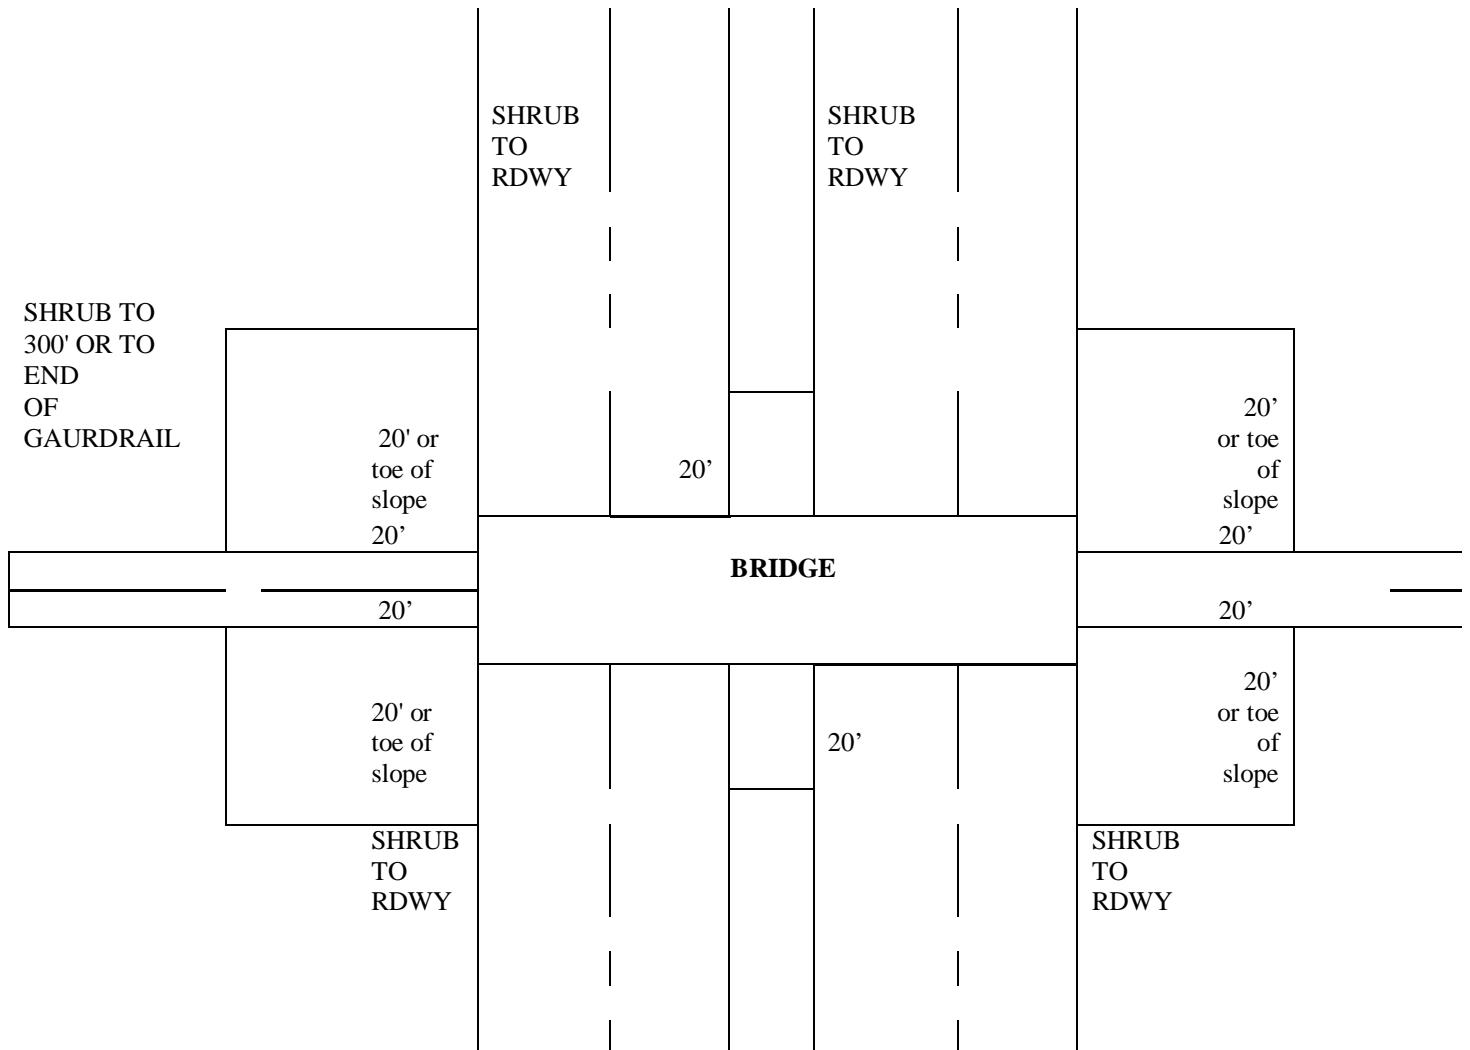 SHRUB
TO
RDWY
SHRUB
TO
RDWY
SHRUB TO
300' OR TO
END
OF
GAURDRAIL
20' or
toe of
slope
20’
20’
20’
or toe
of
slope
20’
BRIDGE
20’
20’
20' or
toe of
slope
20’
20’
or toe
of
slope
SHRUB
TO
RDWY
SHRUB
TO
RDWY